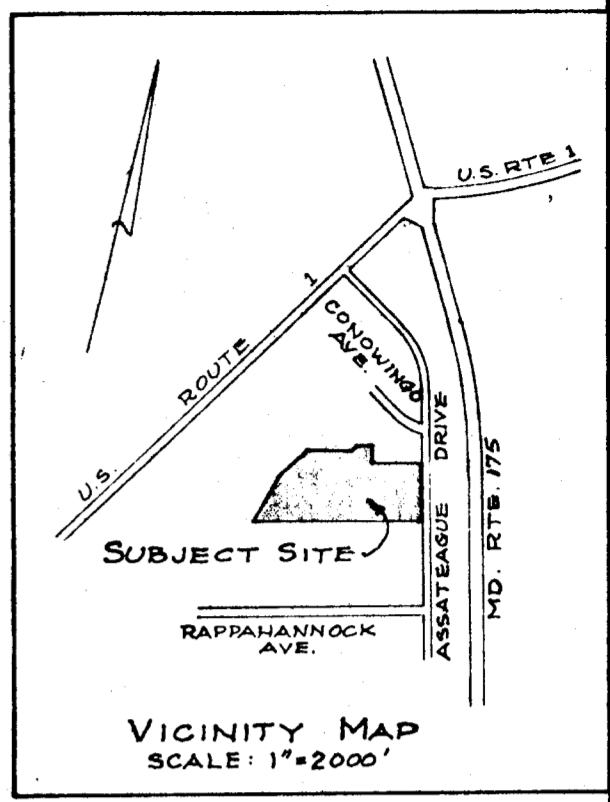 U.S. RTE 1
U.S. ROUTE 1
CONOWINGO
AVE.
ASSATEAGUE DRIVE
MD. RTE. 175
SUBJECT SITE
RAPPAHANNOCK
AVE.
VICINITY MAP
SCALE: 1"=2000'